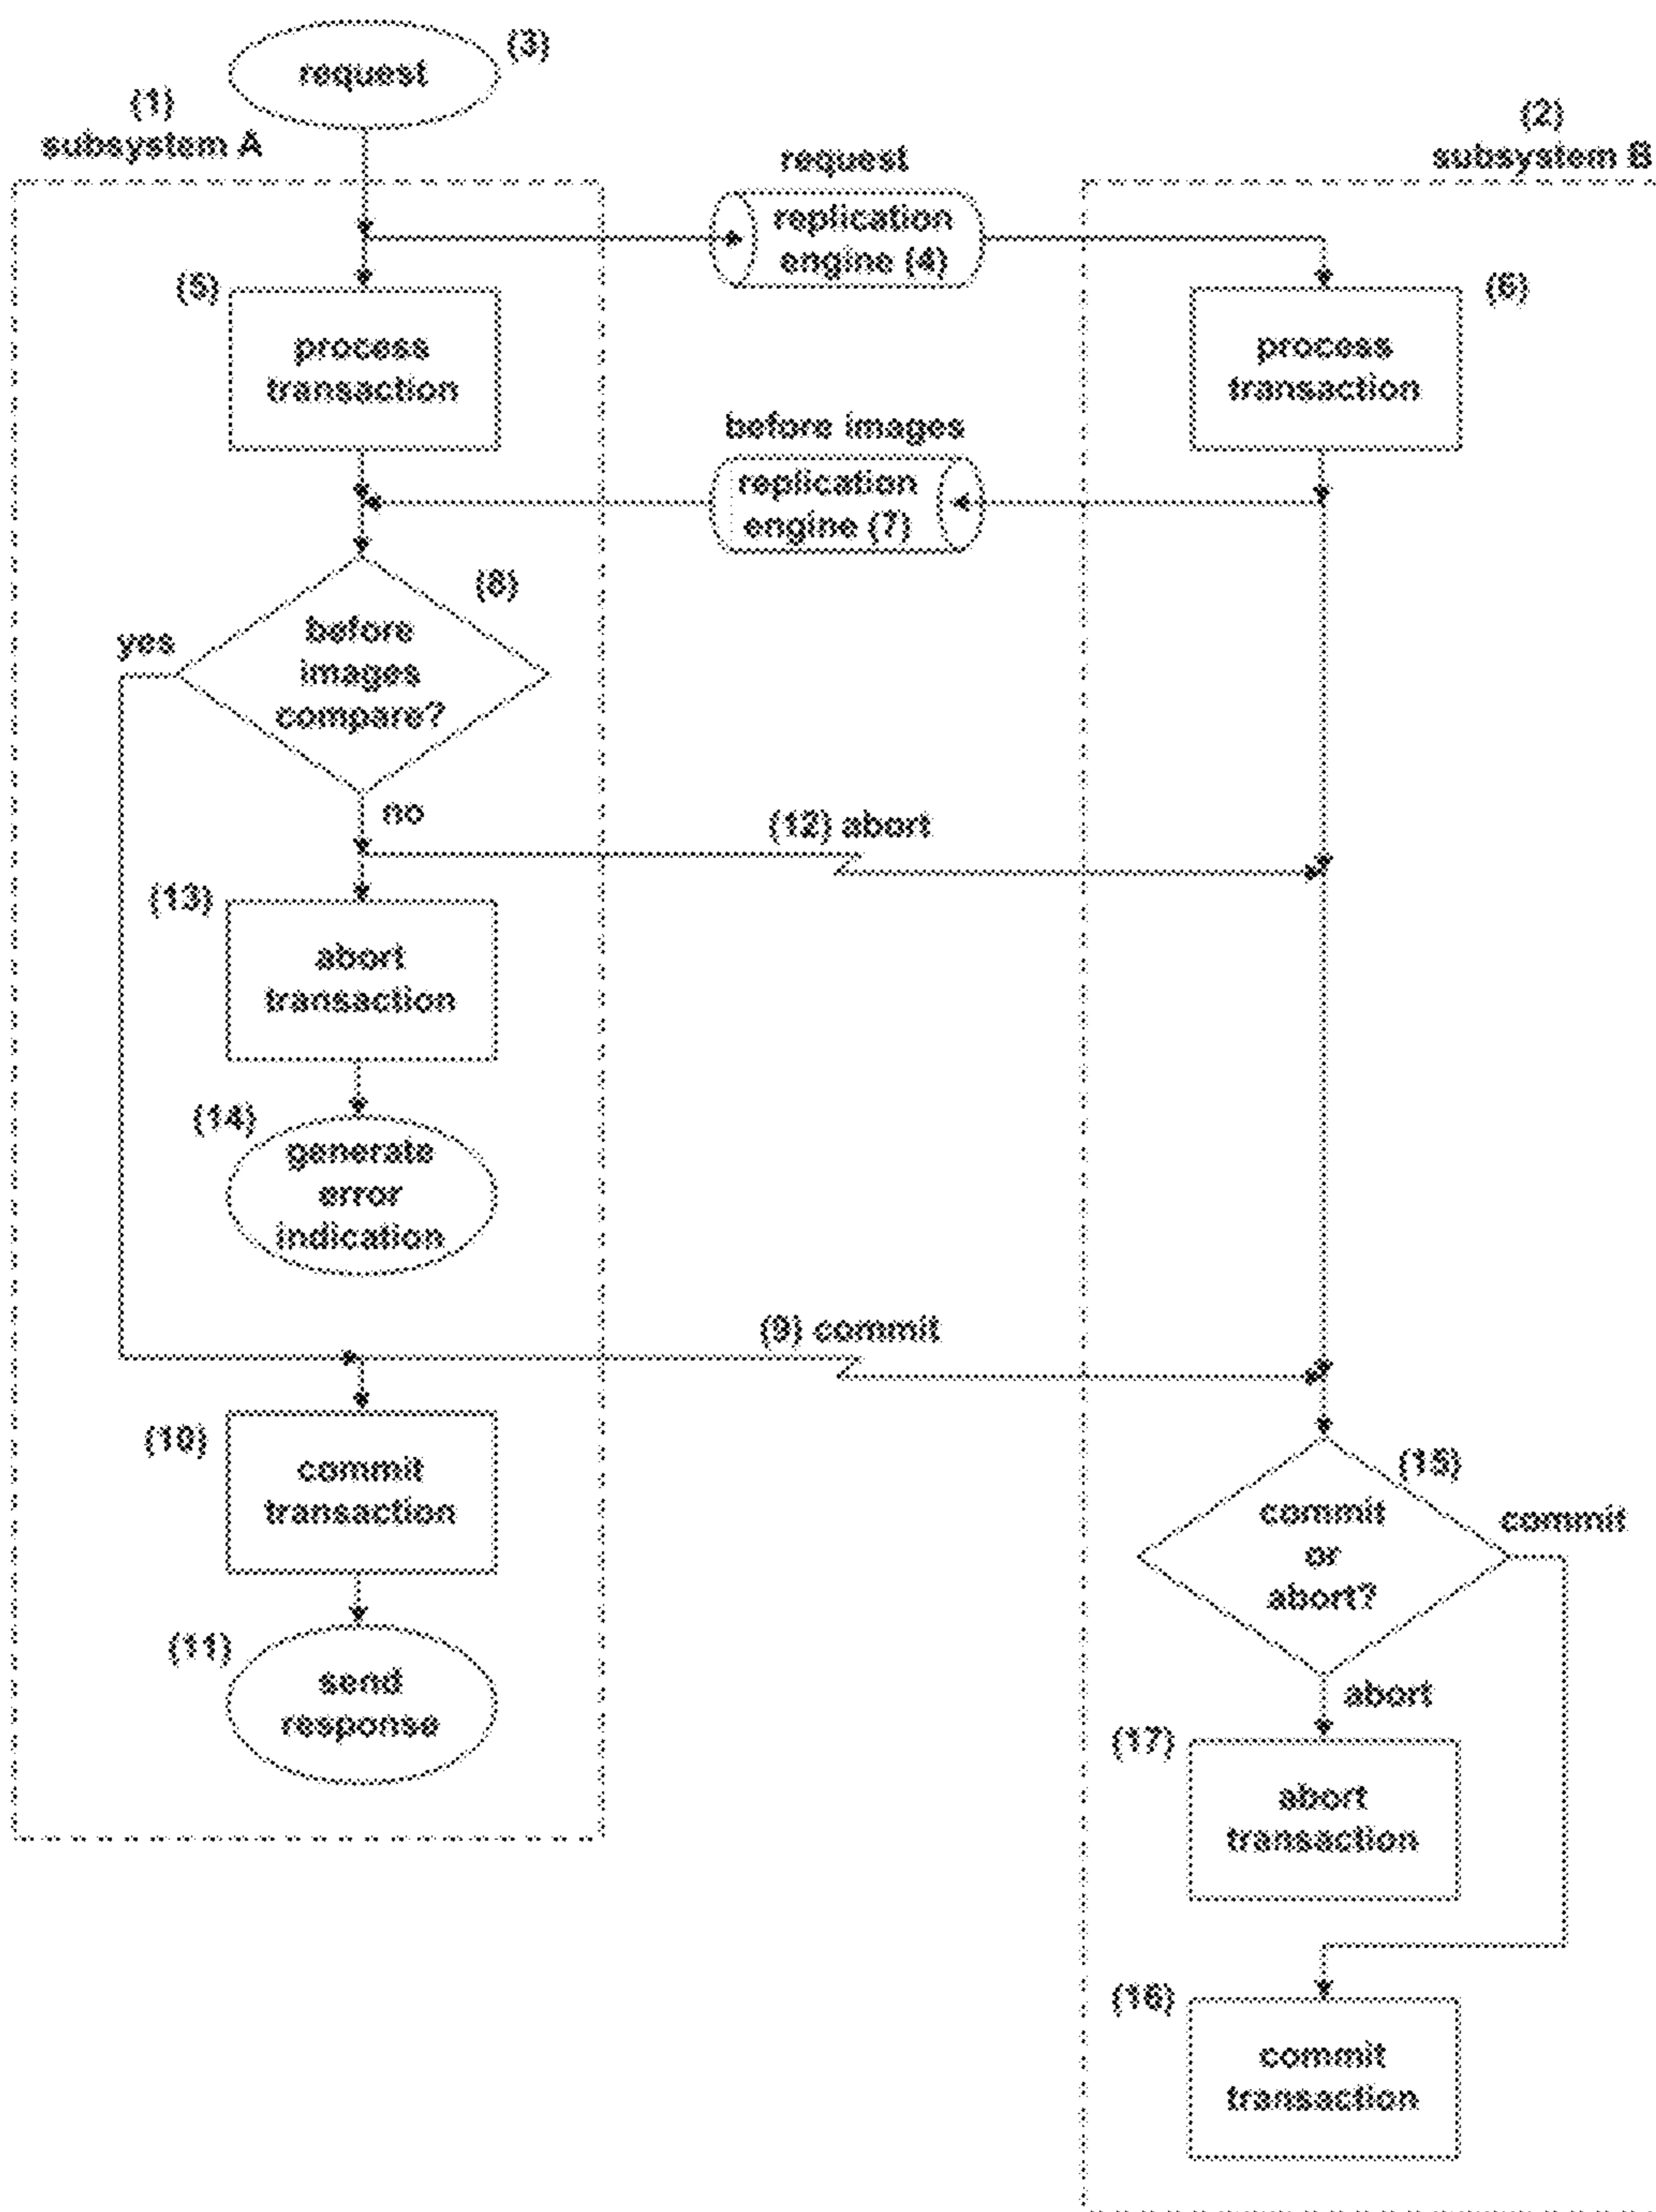 (3)
request
(1)
subsystem A
(2)
subsystem B
request
replication
engine (4)
(5)
process
transaction
(6)
process
transaction
before images
replication
engine (7)
(8)
before
images
compare?
yes
no
(12) abort
(13)
abort
transaction
(14)
generate
error
indication
(9) commit
(10)
commit
transaction
(15)
commit
or
abort?
commit
(11)
send
response
abort
(17)
abort
transaction
(16)
commit
transaction